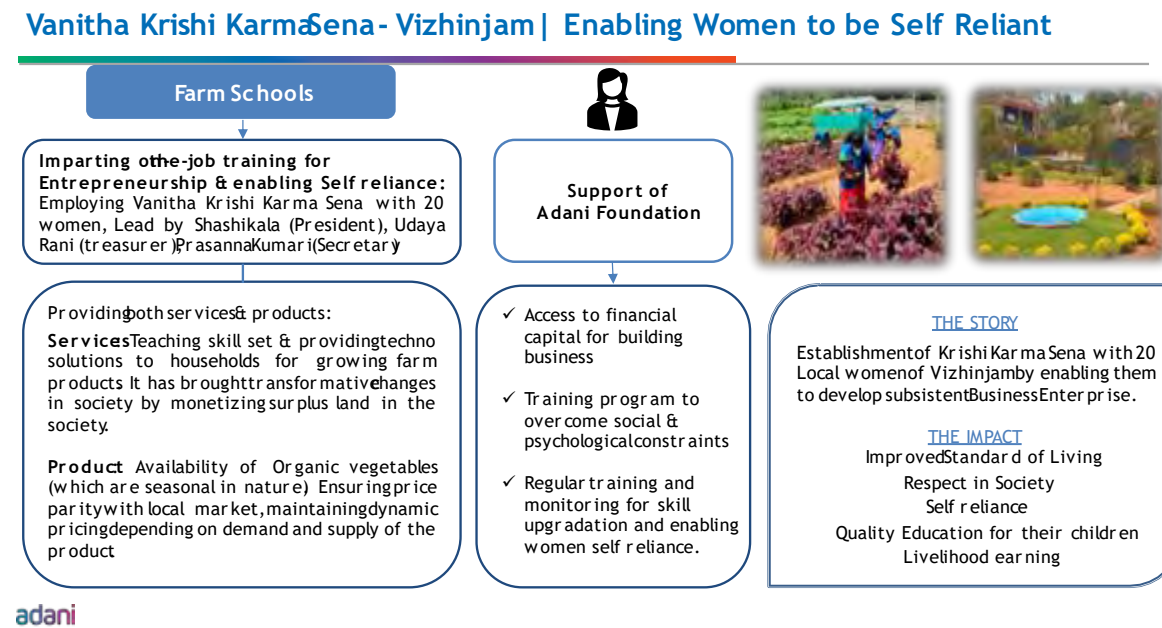 Vanitha Krishi Karma Sena - Vizhinjam | Enabling Women to be Self Reliant
Farm Schools
Imparting on-the-job training for
Entrepreneurship & enabling Self reliance:
Employing Vanitha Krishi Karma Sena with 20
women, Lead by Shashikala (President), Udaya
Rani (treasurer), Prasanna Kumari (Secretary)
Providing both services & products:
Services: Teaching skill set & providing techno
solutions to households for growing farm
products. It has brought transformative changes
in society by monetizing surplus land in the
society.
Product: Availability of Organic vegetables
(which are seasonal in nature) Ensuring price
parity with local market, maintaining dynamic
pricing depending on demand and supply of the
product.
Support of
Adani Foundation
✓ Access to financial
capital for building
business
✓ Training program to
overcome social &
psychological constraints
✓ Regular training and
monitoring for skill
upgradation and enabling
women self reliance.
THE STORY
Establishment of Krishi Karma Sena with 20
Local women of Vizhinjam by enabling them
to develop subsistent Business Enterprise.
THE IMPACT
Improved Standard of Living
Respect in Society
Self reliance
Quality Education for their children
Livelihood earning
adani